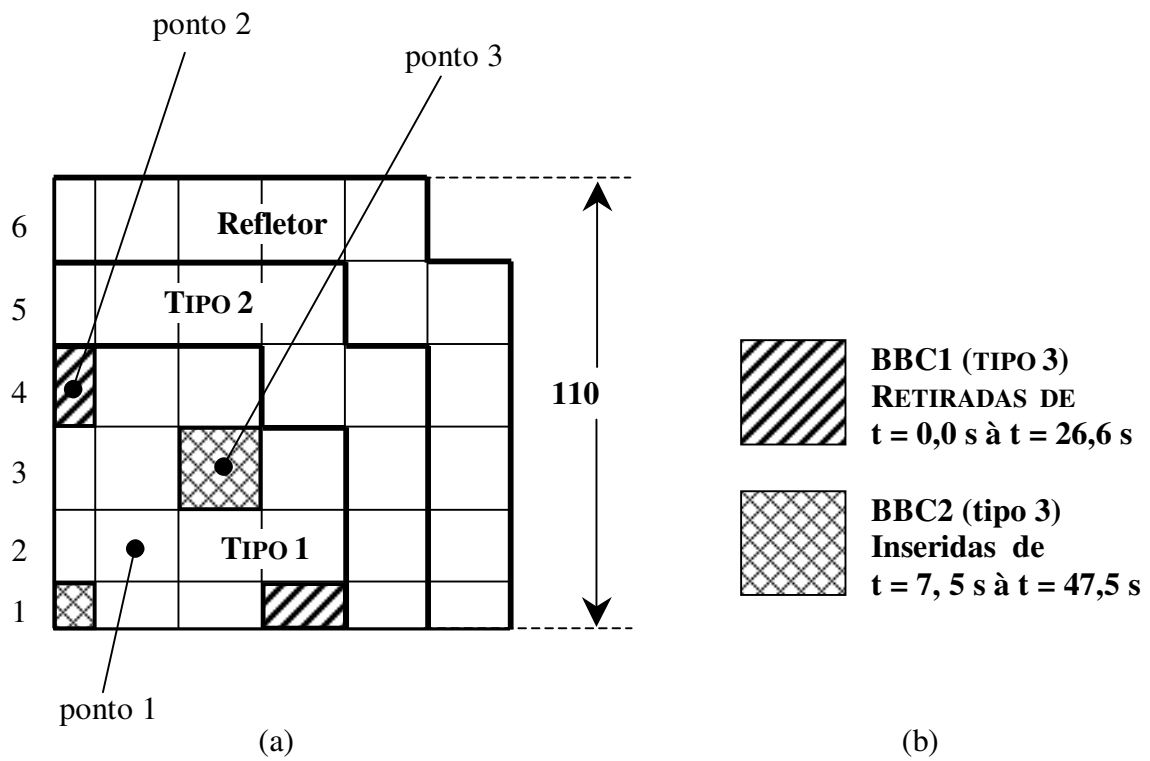 ponto 2
ponto 3
6
Refletor
5
TIPO 2
4
110
3
2
TIPO 1
1
ponto 1
(a)
BBC1 (TIPO 3)
RETIRADAS DE
t = 0,0 s à t = 26,6 s
BBC2 (tipo 3)
Inseridas de
t = 7, 5 s à t = 47,5 s
(b)